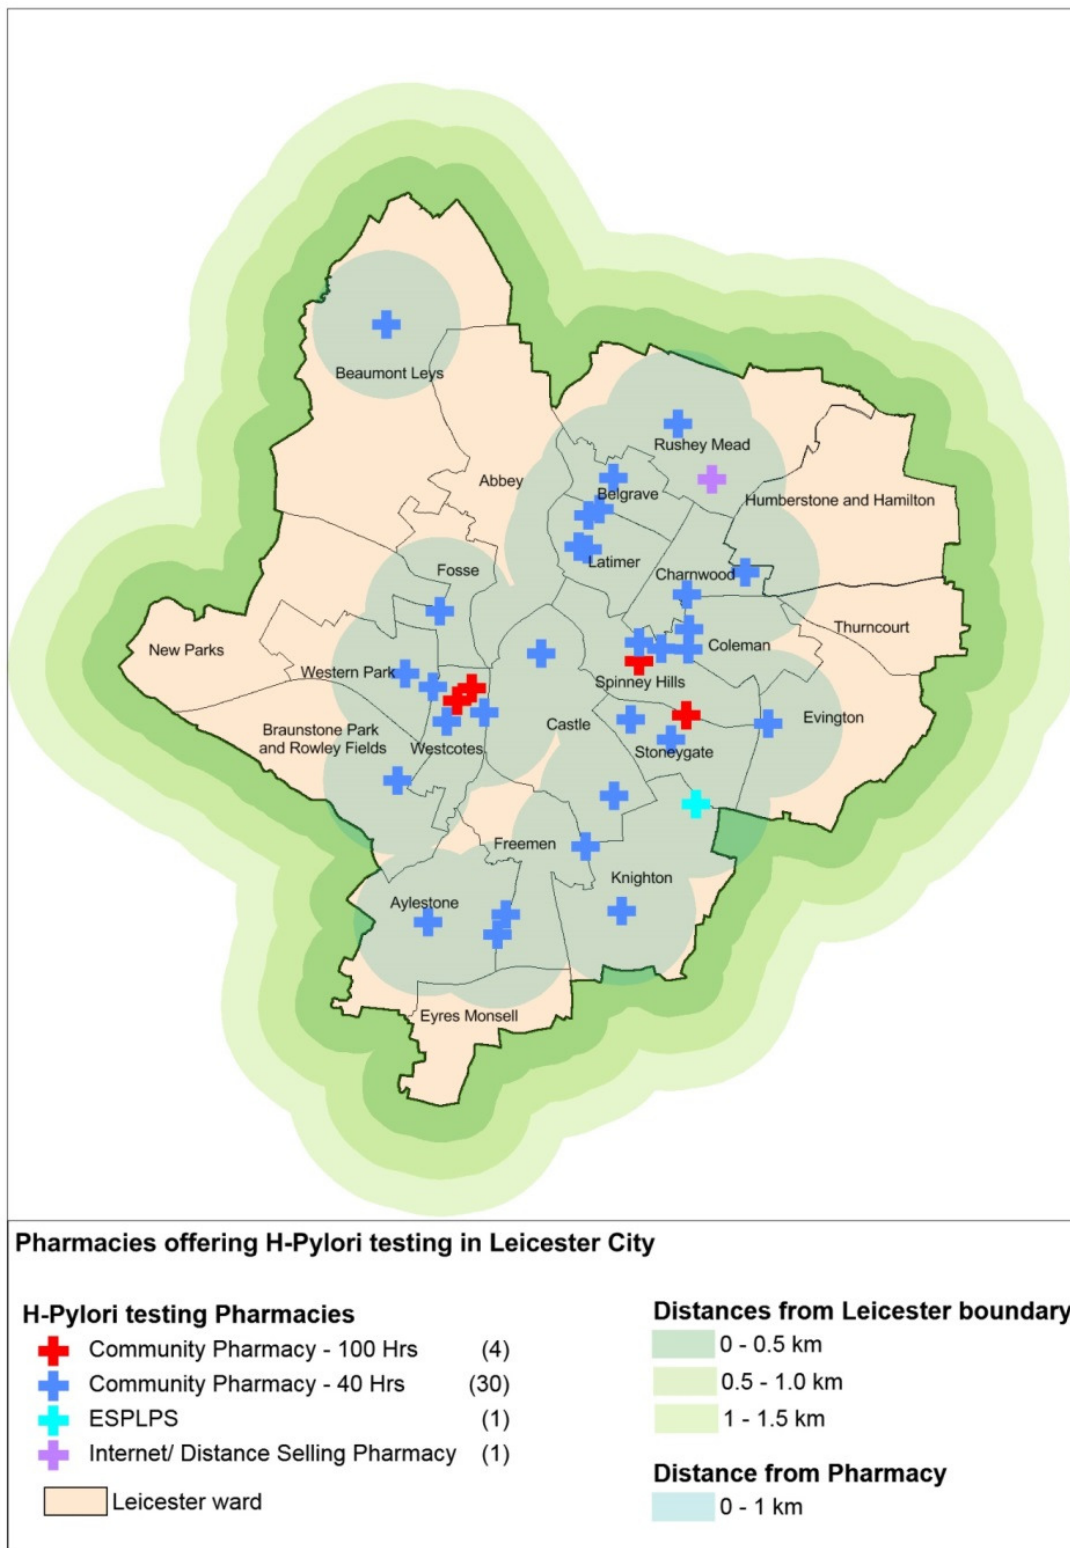 Beaumont Leys
Rushey Mead
Abbey
Belgrave
Humberstone and Hamilton
Latimer
Fosse
Charnwood
Thurncourt
New Parks
Coleman
Western Park
Spinney Hills
Evington
Castle
Braunstone Park
and Rowley Fields
Westcotes
Stoneygate
Freemen
Knighton
Aylestone
Eyres Monsell
Pharmacies offering H-Pylori testing in Leicester City
H-Pylori testing Pharmacies
Community Pharmacy - 100 Hrs (4)
Community Pharmacy - 40 Hrs (30)
ESPLPS (1)
Internet/ Distance Selling Pharmacy (1)
Leicester ward
Distances from Leicester boundary
0 - 0.5 km
0.5 - 1.0 km
1 - 1.5 km
Distance from Pharmacy
0 - 1 km